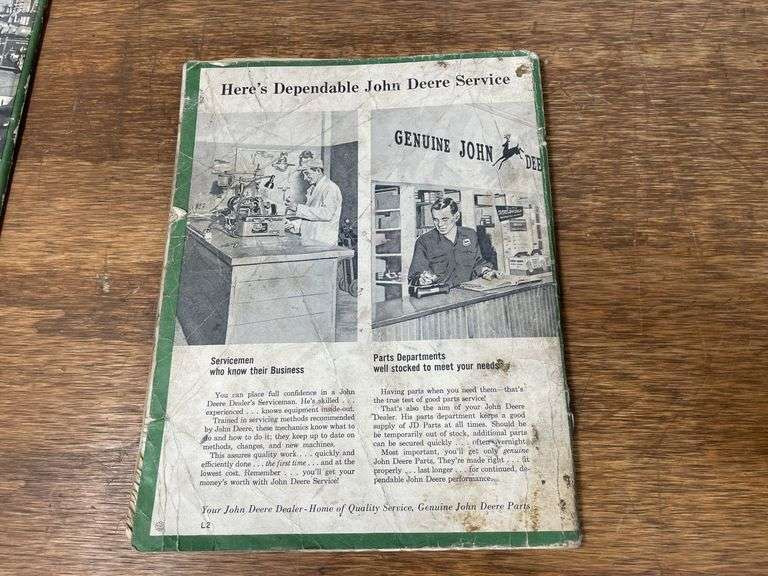 Here's Dependable John Deere Service
GENUINE JOHN DEE
Servicemen
who know their Business
You can place full confidence in a John
Deere Dealer's Serviceman. He's skilled . . .
experienced . . . knows equipment inside-out.
Trained in servicing methods recommended
by John Deere, these mechanics know what to
do and how to do it; they keep up to date on
methods, changes, and new machines.
This assures quality work . . . quickly and
efficiently done . . . the first time . . . and at the
lowest cost. Remember . . . you'll get your
money's worth with John Deere Service!
Parts Departments
well stocked to meet your needs
Having parts when you need them—that's
the true test of good parts service!
That's also the aim of your John Deere
Dealer. His parts department keeps a good
supply of JD Parts at all times. Should he
be temporarily out of stock, additional parts
can be secured quickly . . . often overnight.
Most important, you'll get only genuine
John Deere Parts. They're made right . . . fit
properly . . . last longer . . . for continued, de-
pendable John Deere performance.
Your John Deere Dealer - Home of Quality Service, Genuine John Deere Parts
L2